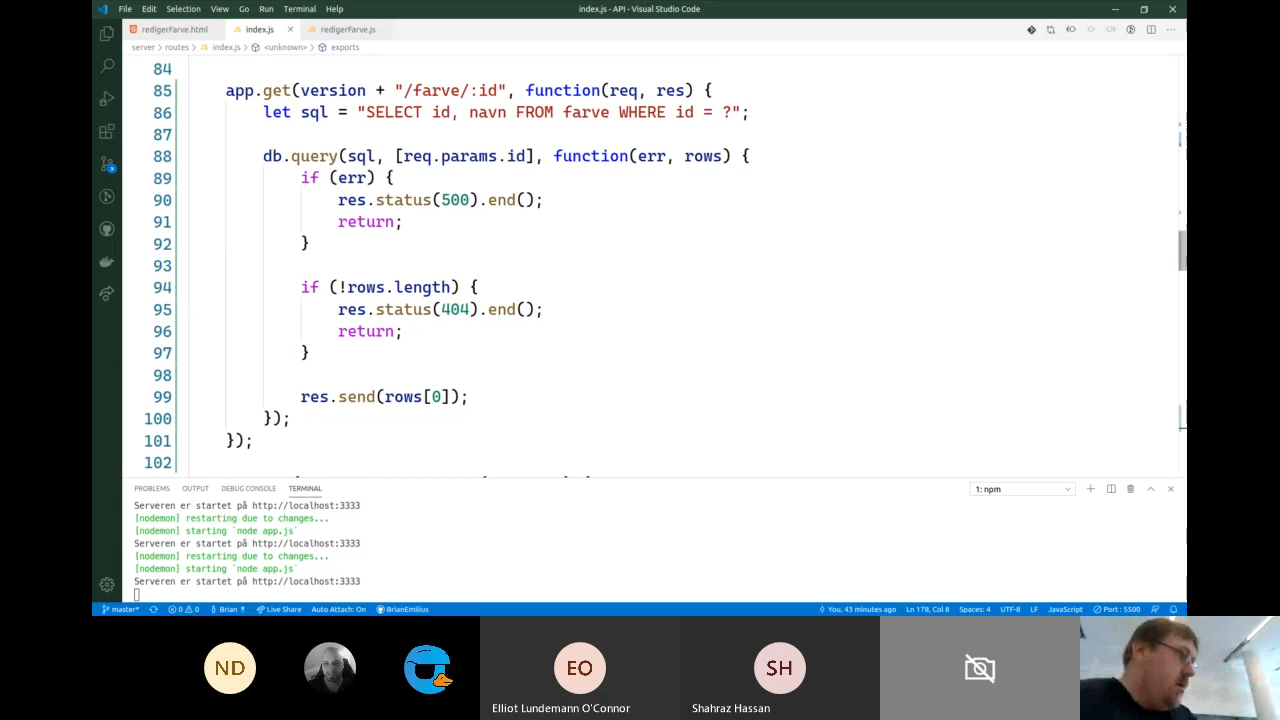 File Edit Selection View Go Run Terminal Help index.js - API - Visual Studio Code
redigerFarve.html index.js redigerFarve.js
server > routes > index.js > <unknown> > exports
84
85 app.get(version + "/farve/:id", function(req, res) {
86 let sql = "SELECT id, navn FROM farve WHERE id = ?";
87
88 db.query(sql, [req.params.id], function(err, rows) {
89 if (err) {
90 res.status(500).end();
91 return;
92 }
93
94 if (!rows.length) {
95 res.status(404).end();
96 return;
97 }
98
99 res.send(rows[0]);
100 });
101 });
102
PROBLEMS OUTPUT DEBUG CONSOLE TERMINAL 1: npm
Serveren er startet på http://localhost:3333
[nodemon] restarting due to changes...
[nodemon] starting `node app.js`
Serveren er startet på http://localhost:3333
[nodemon] restarting due to changes...
[nodemon] starting `node app.js`
Serveren er startet på http://localhost:3333
master* 0 0 Brian Live Share Auto Attach: On BrianEmilius You, 43 minutes ago Ln 178, Col 8 Spaces: 4 UTF-8 LF JavaScript Port : 5500
ND EO SH
Elliot Lundemann O'Connor Shahraz Hassan